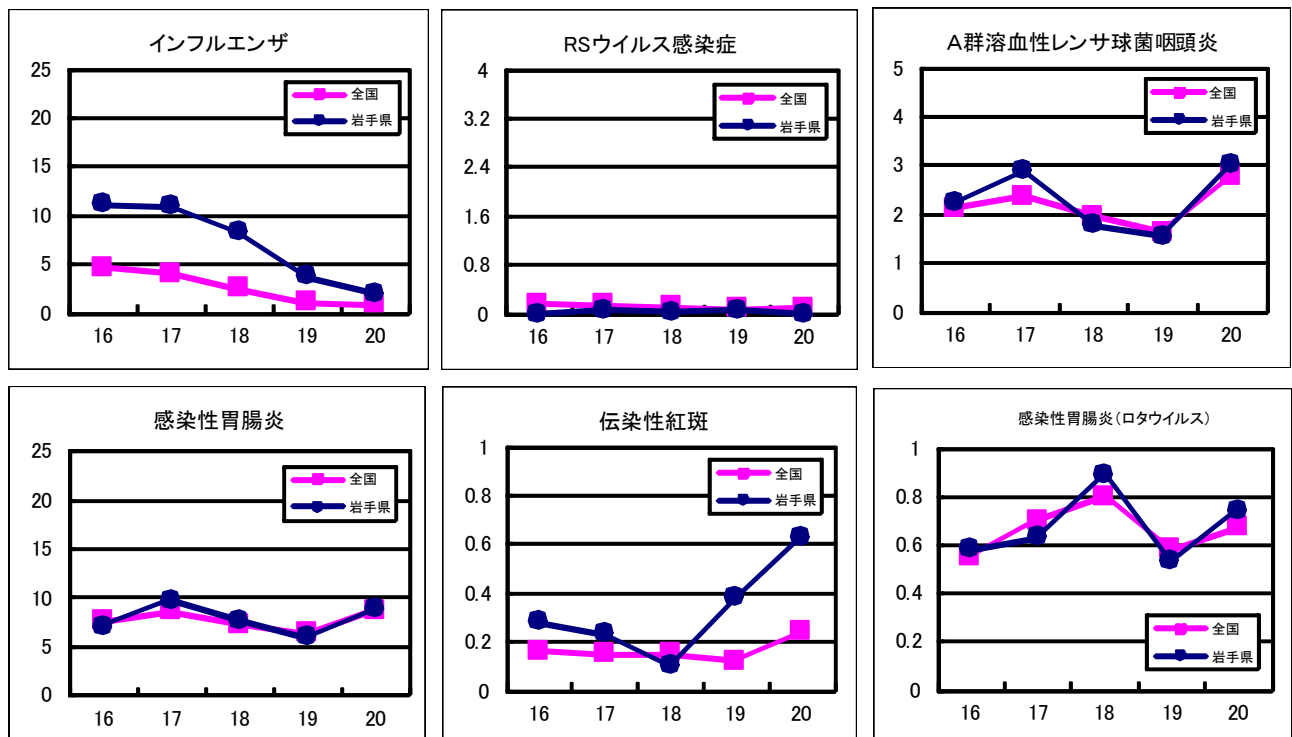 インフルエンザ
25
20
15
10
5
0
全国
岩手県
16 17 18 19 20
RSウイルス感染症
4
3.2
2.4
1.6
0.8
0
全国
岩手県
16 17 18 19 20
A群溶血性レンサ球菌咽頭炎
5
4
3
2
1
0
全国
岩手県
16 17 18 19 20
感染性胃腸炎
25
20
15
10
5
0
全国
岩手県
16 17 18 19 20
伝染性紅斑
1
0.8
0.6
0.4
0.2
0
全国
岩手県
16 17 18 19 20
感染性胃腸炎(ロタウイルス)
1
0.8
0.6
0.4
0.2
0
全国
岩手県
16 17 18 19 20